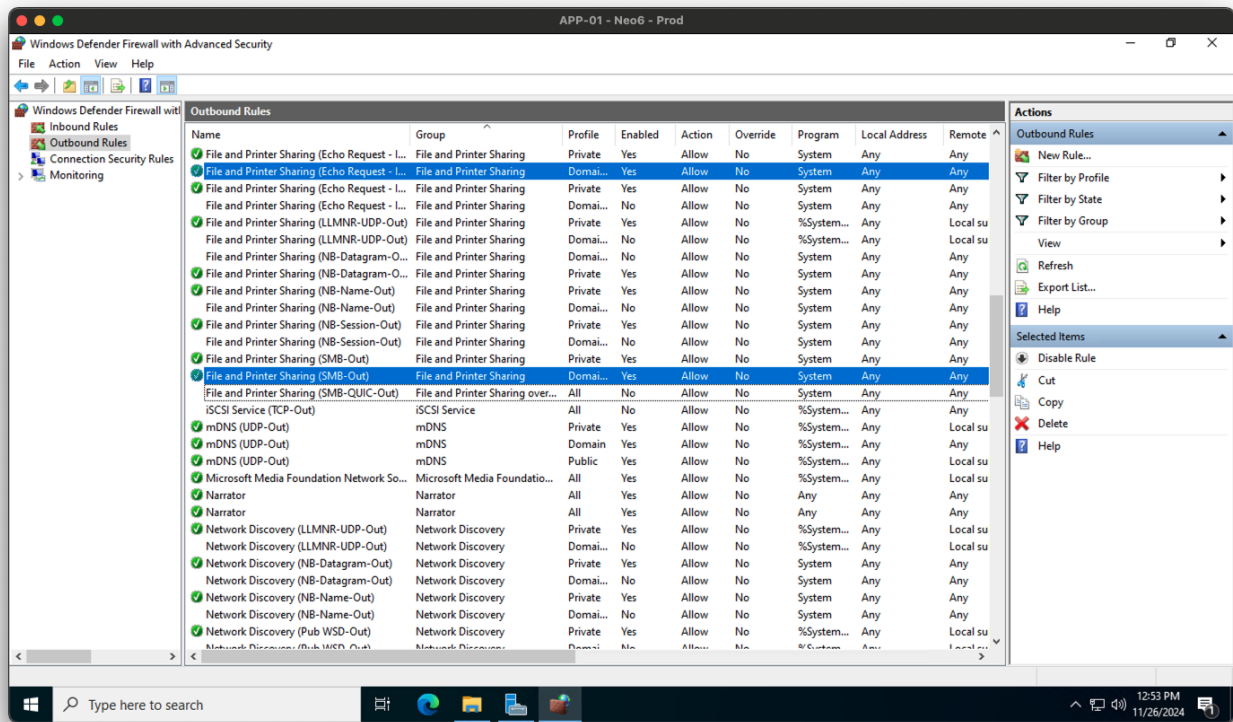 APP-01 - Neo6 - Prod
Windows Defender Firewall with Advanced Security
File Action View Help
Windows Defender Firewall witl
Inbound Rules
Outbound Rules
Connection Security Rules
Monitoring
Outbound Rules
Name Group Profile Enabled Action Override Program Local Address Remote
File and Printer Sharing (Echo Request - I... File and Printer Sharing Private Yes Allow No System Any Any
File and Printer Sharing (Echo Request - I... File and Printer Sharing Domai... Yes Allow No System Any Any
File and Printer Sharing (Echo Request - I... File and Printer Sharing Private Yes Allow No System Any Any
File and Printer Sharing (Echo Request - I... File and Printer Sharing Domai... No Allow No System Any Any
File and Printer Sharing (LLMNR-UDP-Out) File and Printer Sharing Private Yes Allow No %System... Any Local su
File and Printer Sharing (LLMNR-UDP-Out) File and Printer Sharing Domai... No Allow No %System... Any Local su
File and Printer Sharing (NB-Datagram-O... File and Printer Sharing Domai... No Allow No System Any Any
File and Printer Sharing (NB-Datagram-O... File and Printer Sharing Private Yes Allow No System Any Any
File and Printer Sharing (NB-Name-Out) File and Printer Sharing Private Yes Allow No System Any Any
File and Printer Sharing (NB-Name-Out) File and Printer Sharing Domai... No Allow No System Any Any
File and Printer Sharing (NB-Session-Out) File and Printer Sharing Private Yes Allow No System Any Any
File and Printer Sharing (NB-Session-Out) File and Printer Sharing Domai... No Allow No System Any Any
File and Printer Sharing (SMB-Out) File and Printer Sharing Private Yes Allow No System Any Any
File and Printer Sharing (SMB-Out) File and Printer Sharing Domai... Yes Allow No System Any Any
File and Printer Sharing (SMB-QUIC-Out) File and Printer Sharing over... All No Allow No System Any Any
iSCSI Service (TCP-Out) iSCSI Service All No Allow No %System... Any Any
mDNS (UDP-Out) mDNS Private Yes Allow No %System... Any Local su
mDNS (UDP-Out) mDNS Domain Yes Allow No %System... Any Any
mDNS (UDP-Out) mDNS Public Yes Allow No %System... Any Local su
Microsoft Media Foundation Network So... Microsoft Media Foundatio... All Yes Allow No %System... Any Any
Narrator Narrator All Yes Allow No Any Any Any
Narrator Narrator All Yes Allow No Any Any Any
Network Discovery (LLMNR-UDP-Out) Network Discovery Private Yes Allow No %System... Any Local su
Network Discovery (LLMNR-UDP-Out) Network Discovery Domai... No Allow No %System... Any Local su
Network Discovery (NB-Datagram-Out) Network Discovery Private Yes Allow No System Any Any
Network Discovery (NB-Datagram-Out) Network Discovery Domai... No Allow No System Any Any
Network Discovery (NB-Name-Out) Network Discovery Private Yes Allow No System Any Any
Network Discovery (NB-Name-Out) Network Discovery Domai... No Allow No System Any Any
Network Discovery (Pub WSD-Out) Network Discovery Private Yes Allow No %System... Any Local su
Network Discovery (Pub WSD-Out) Network Discovery Domai... No Allow No %System... Any Local su
Actions
Outbound Rules
New Rule...
Filter by Profile
Filter by State
Filter by Group
View
Refresh
Export List...
Help
Selected Items
Disable Rule
Cut
Copy
Delete
Help
Type here to search
12:53 PM
11/26/2024
1